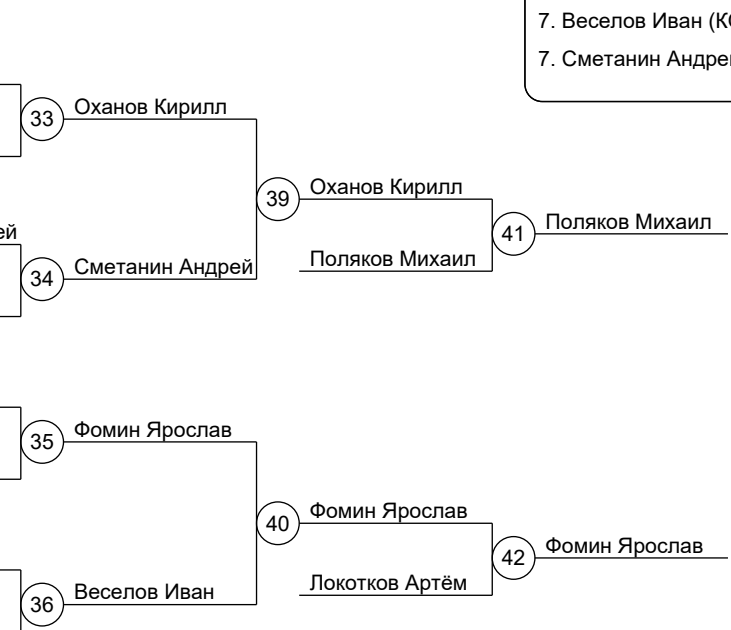 7. Веселов Иван
7. Сметанин
33 Оханов Кирилл
39 Оханов Кирилл
41 Поляков Михаил
34 Сметанин Андрей
Поляков Михаил
35 Фомин Ярослав
40 Фомин Ярослав
42 Фомин Ярослав
36 Веселов Иван
Локотков Артём